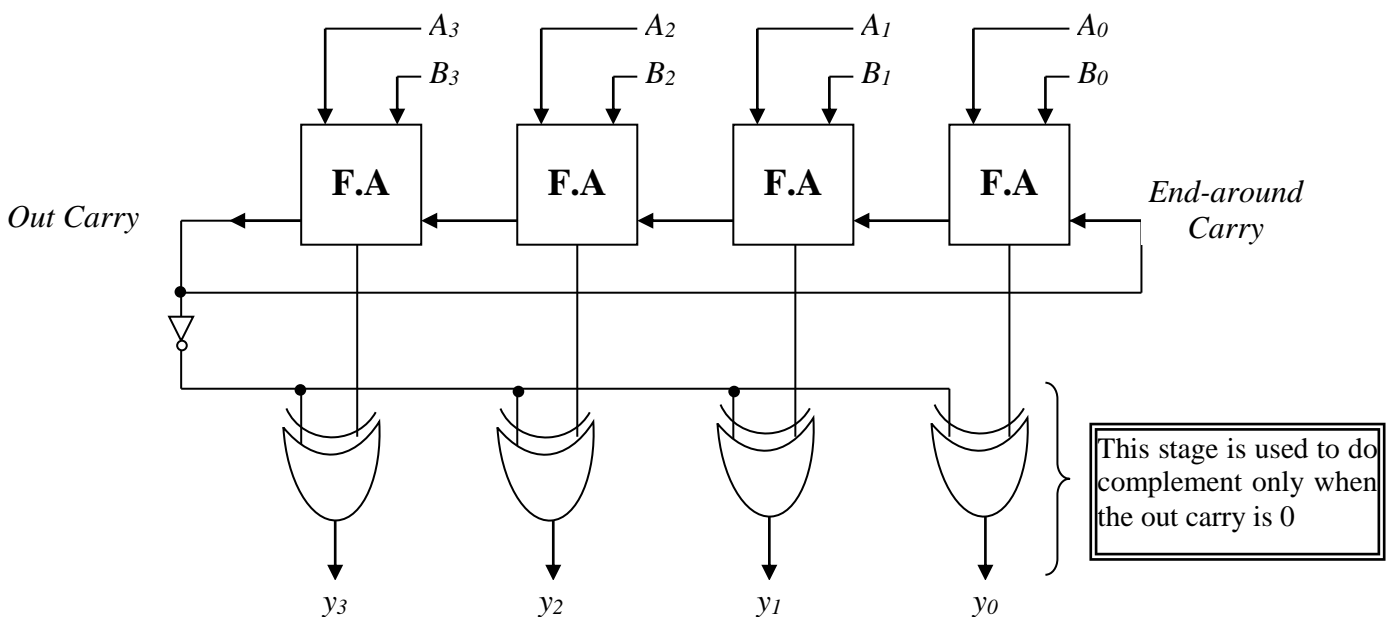 A3 A2 A1 A0
B3 B2 B1 B0
F.A F.A F.A F.A
Out Carry
End-around
Carry
This stage is used to do
complement only when
the out carry is 0
y3 y2 y1 y0